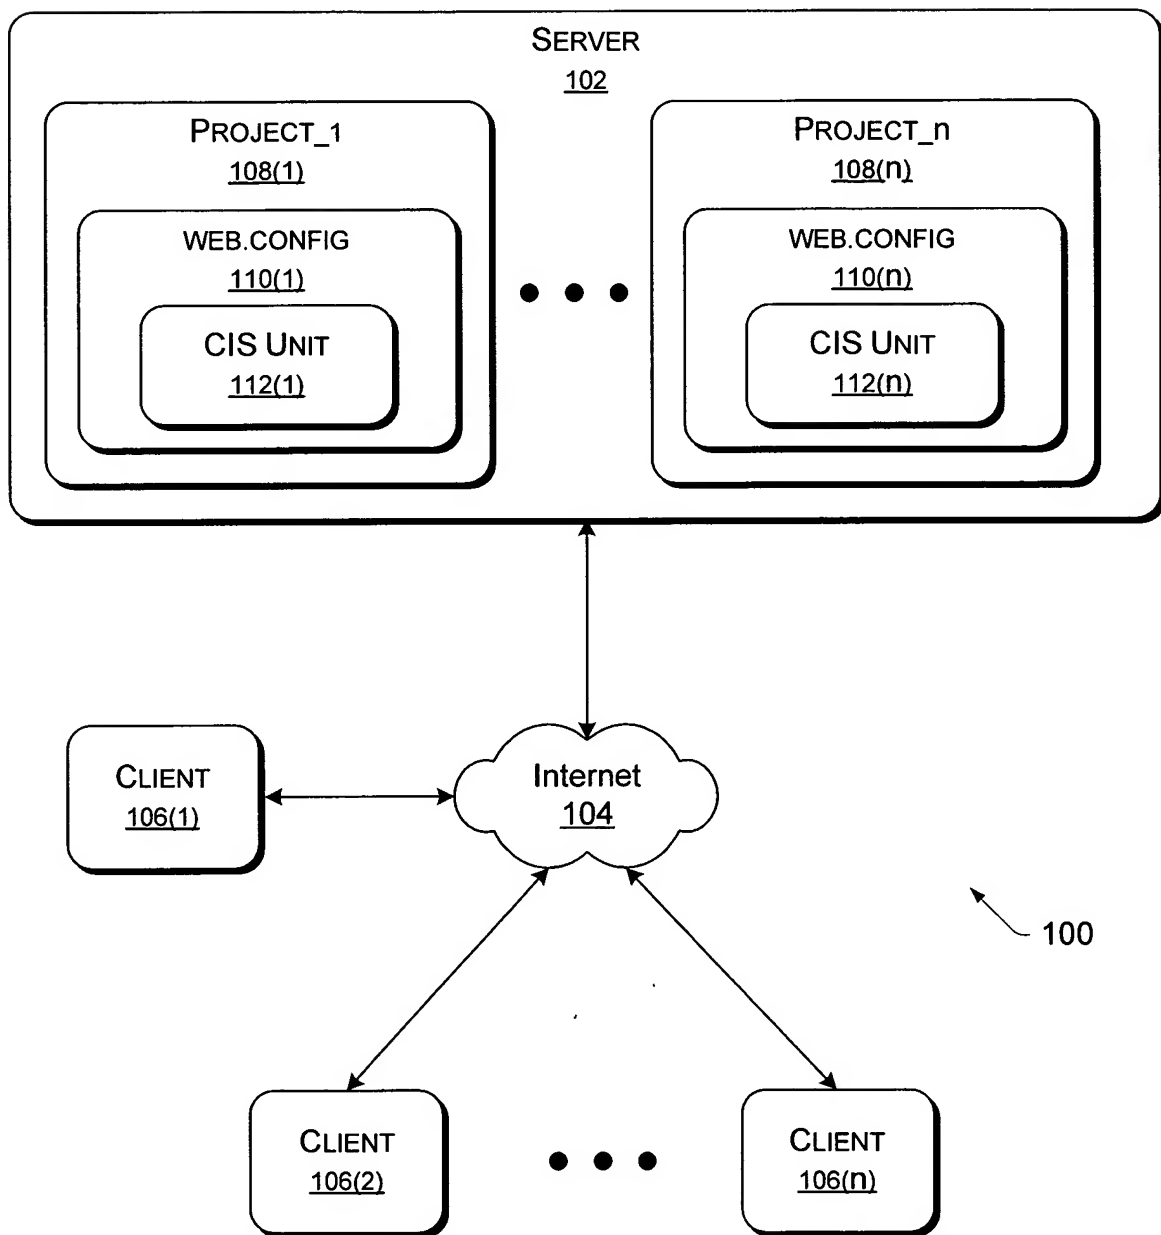 SERVER
102
PROJECT_1
108(1)
WEB.CONFIG
110(1)
CIS UNIT
112(1)
PROJECT_n
108(n)
WEB.CONFIG
110(n)
CIS UNIT
112(n)
CLIENT
106(1)
Internet
104
100
CLIENT
106(2)
CLIENT
106(n)